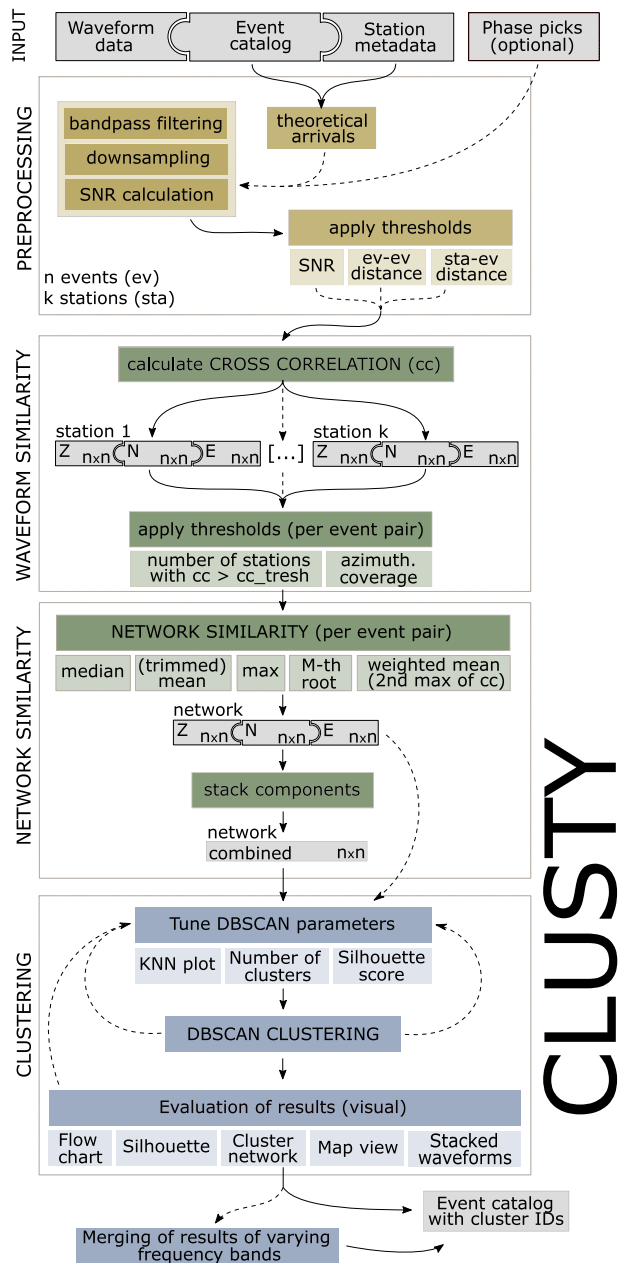 INPUT
Waveform
data
Event
catalog
Station
metadata
Phase picks
(optional)
PREPROCESSING
bandpass filtering
downsampling
SNR calculation
theoretical
arrivals
apply thresholds
SNR
ev-ev
distance
sta-ev
distance
n events (ev)
k stations (sta)
WAVEFORM SIMILARITY
calculate CROSS CORRELATION (cc)
station 1
Z nxn N nxn E nxn
[...]
station k
Z nxn N nxn E nxn
apply thresholds (per event pair)
number of stations
with cc > cc_tresh
azimuth.
coverage
NETWORK SIMILARITY
NETWORK SIMILARITY (per event pair)
median
(trimmed)
mean
max
M-th
root
weighted mean
(2nd max of cc)
network
Z nxn N nxn E nxn
stack components
network
combined nxn
CLUSTERING
Tune DBSCAN parameters
KNN plot
Number of
clusters
Silhouette
score
DBSCAN CLUSTERING
Evaluation of results (visual)
Flow
chart
Silhouette
Cluster
network
Map view
Stacked
waveforms
Event catalog
with cluster IDs
Merging of results of varying
frequency bands
CLUSTY